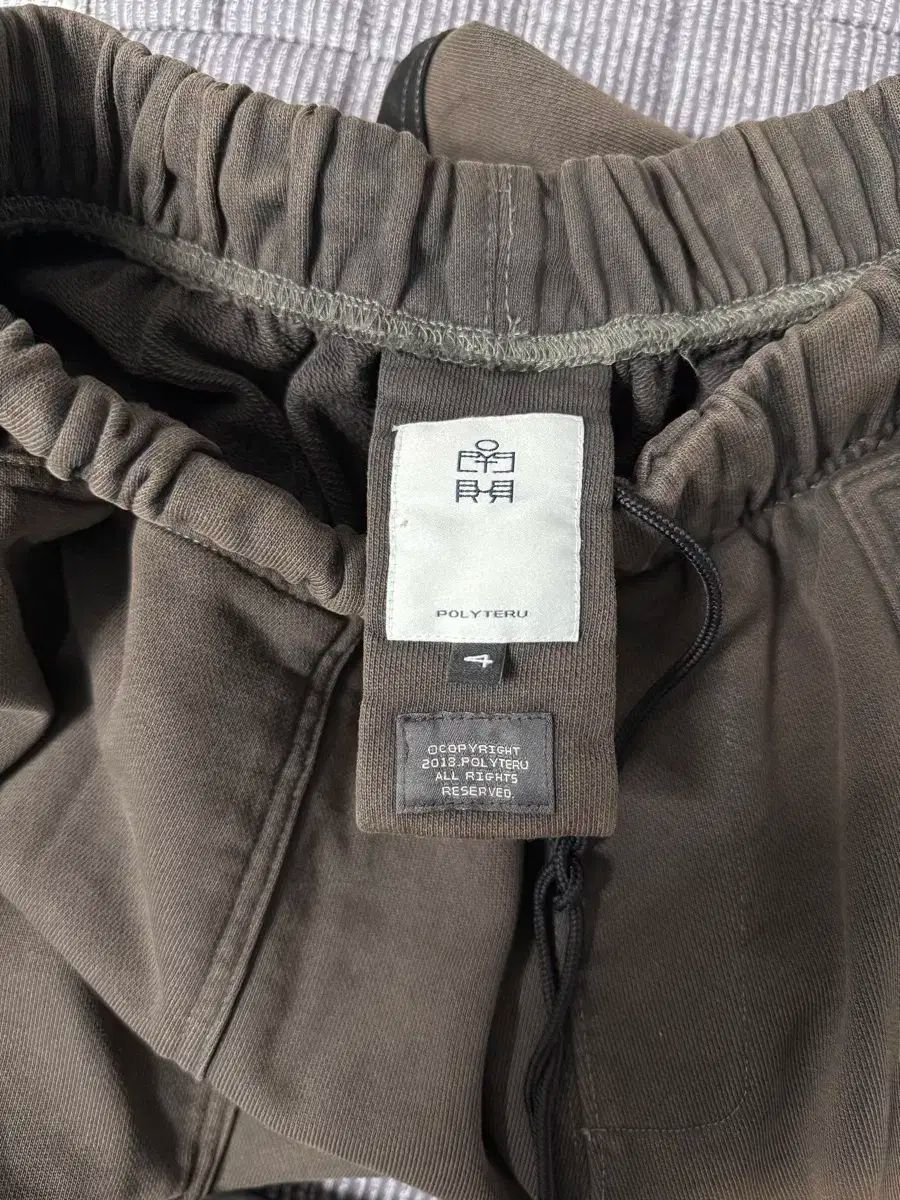 POLYTERU
4
©COPYRIGHT
2018.POLYTERU
ALL RIGHTS
RESERVED.